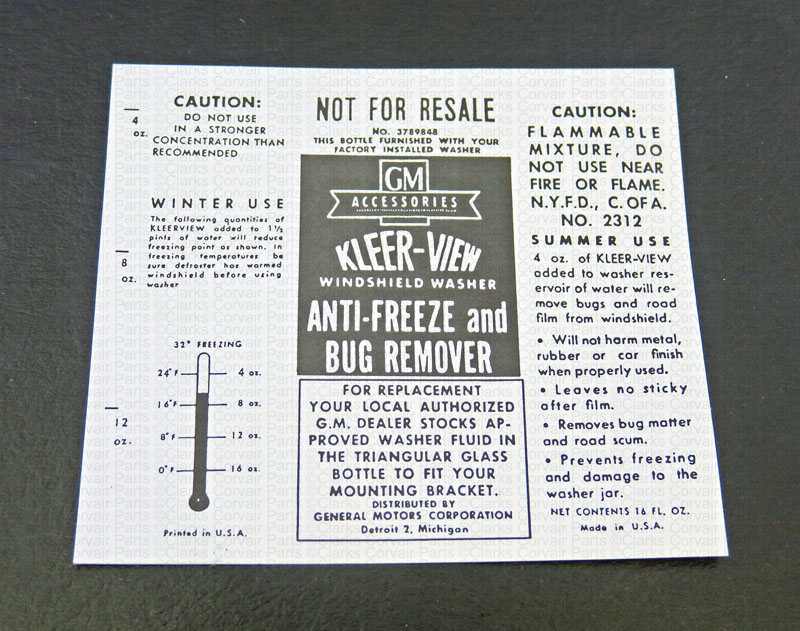 4
oz.
8
oz.
12
oz.
CAUTION:
DO NOT USE
IN A STRONGER
CONCENTRATION THAN
RECOMMENDED
WINTER USE
The following quantities of
KLEERVIEW added to 1½
pints of water will reduce
freezing point as shown. In
freezing temperatures be
sure defroster has warmed
windshield before using
washer
32° FREEZING
24°F 4 oz.
16°F 8 oz.
8°F 12 oz.
0°F 16 oz.
Printed in U.S.A.
NOT FOR RESALE
NO. 3789848
THIS BOTTLE FURNISHED WITH YOUR
FACTORY INSTALLED WASHER
GM
ACCESSORIES
KLEER-VIEW
WINDSHIELD WASHER
ANTI-FREEZE and
BUG REMOVER
FOR REPLACEMENT
YOUR LOCAL AUTHORIZED
G.M. DEALER STOCKS AP-
PROVED WASHER FLUID IN
THE TRIANGULAR GLASS
BOTTLE TO FIT YOUR
MOUNTING BRACKET.
DISTRIBUTED BY
GENERAL MOTORS CORPORATION
Detroit 2, Michigan
CAUTION:
FLAMMABLE
MIXTURE, DO
NOT USE NEAR
FIRE OR FLAME.
N.Y.F.D., C. OF A.
NO. 2312
SUMMER USE
4 oz. of KLEER-VIEW
added to washer res-
ervoir of water will re-
move bugs and road
film from windshield.
• Will not harm metal,
rubber or car finish
when properly used.
• Leaves no sticky
after film.
• Removes bug matter
and road scum.
• Prevents freezing
and damage to the
washer jar.
NET CONTENTS 16 FL. OZ.
Made in U.S.A.
©Clarks Corvair Parts